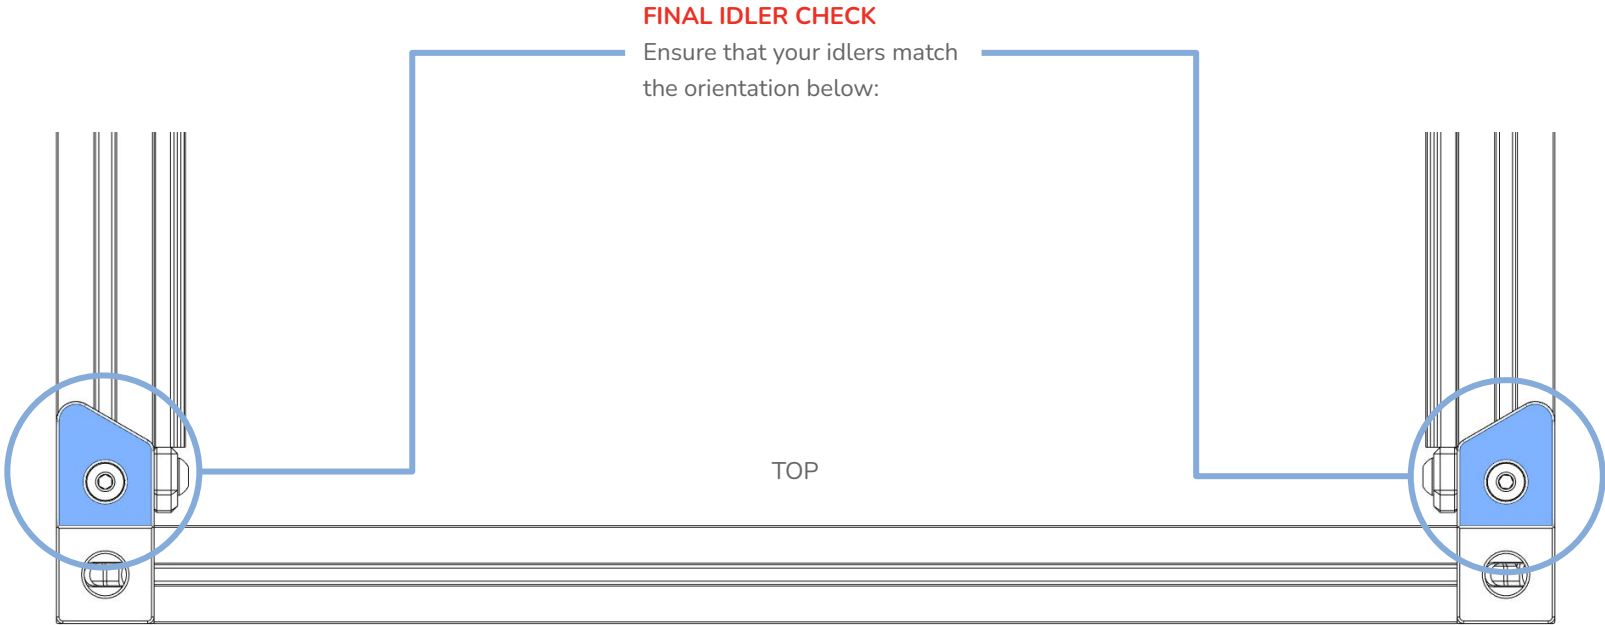 FINAL IDLER CHECK
Ensure that your idlers match
the orientation below:
TOP